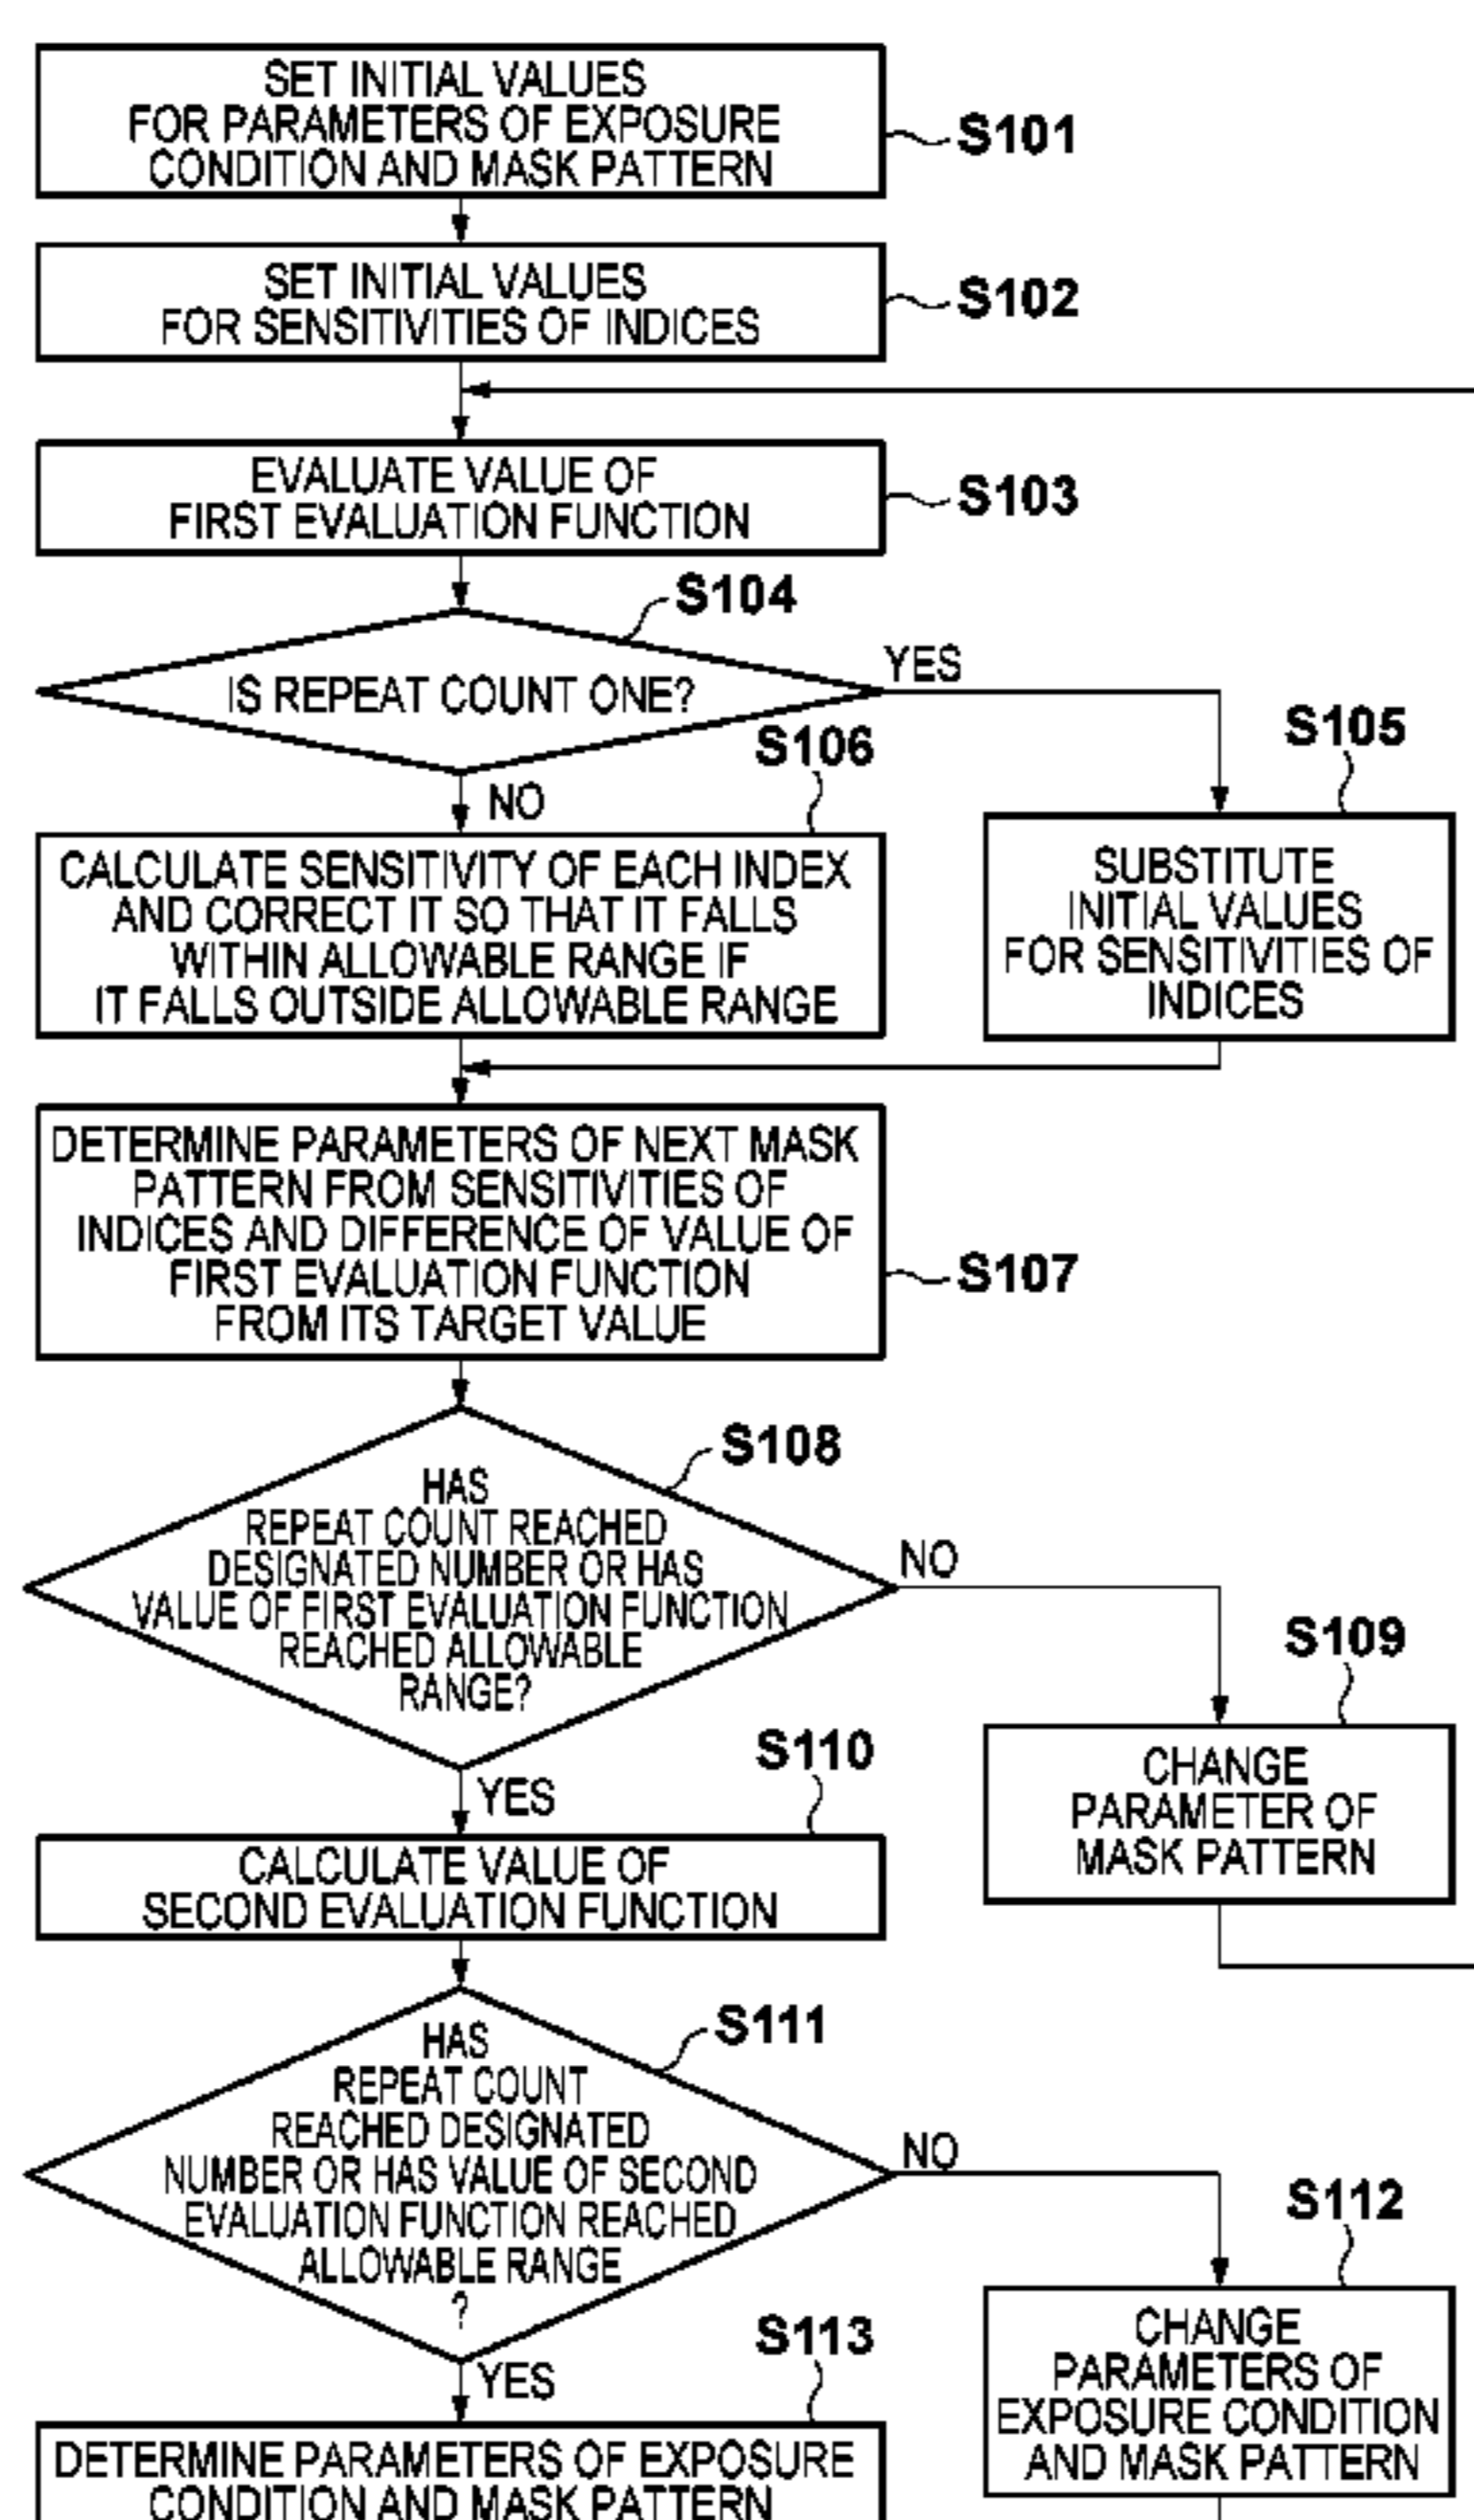 SET INITIAL VALUES
FOR PARAMETERS OF EXPOSURE
CONDITION AND MASK PATTERN
S101
SET INITIAL VALUES
FOR SENSITIVITIES OF INDICES
S102
EVALUATE VALUE OF
FIRST EVALUATION FUNCTION
S103
S104
IS REPEAT COUNT ONE?
YES
NO
S106
CALCULATE SENSITIVITY OF EACH INDEX
AND CORRECT IT SO THAT IT FALLS
WITHIN ALLOWABLE RANGE IF
IT FALLS OUTSIDE ALLOWABLE RANGE
S105
SUBSTITUTE
INITIAL VALUES
FOR SENSITIVITIES OF
INDICES
DETERMINE PARAMETERS OF NEXT MASK
PATTERN FROM SENSITIVITIES OF
INDICES AND DIFFERENCE OF VALUE OF
FIRST EVALUATION FUNCTION
FROM ITS TARGET VALUE
S107
S108
HAS
REPEAT COUNT REACHED
DESIGNATED NUMBER OR HAS
VALUE OF FIRST EVALUATION FUNCTION
REACHED ALLOWABLE
RANGE?
NO
YES
S109
CHANGE
PARAMETER OF
MASK PATTERN
S110
CALCULATE VALUE OF
SECOND EVALUATION FUNCTION
S111
HAS
REPEAT COUNT
REACHED DESIGNATED
NUMBER OR HAS VALUE OF SECOND
EVALUATION FUNCTION REACHED
ALLOWABLE RANGE
?
NO
YES
S112
CHANGE
PARAMETERS OF
EXPOSURE CONDITION
AND MASK PATTERN
S113
DETERMINE PARAMETERS OF EXPOSURE
CONDITION AND MASK PATTERN